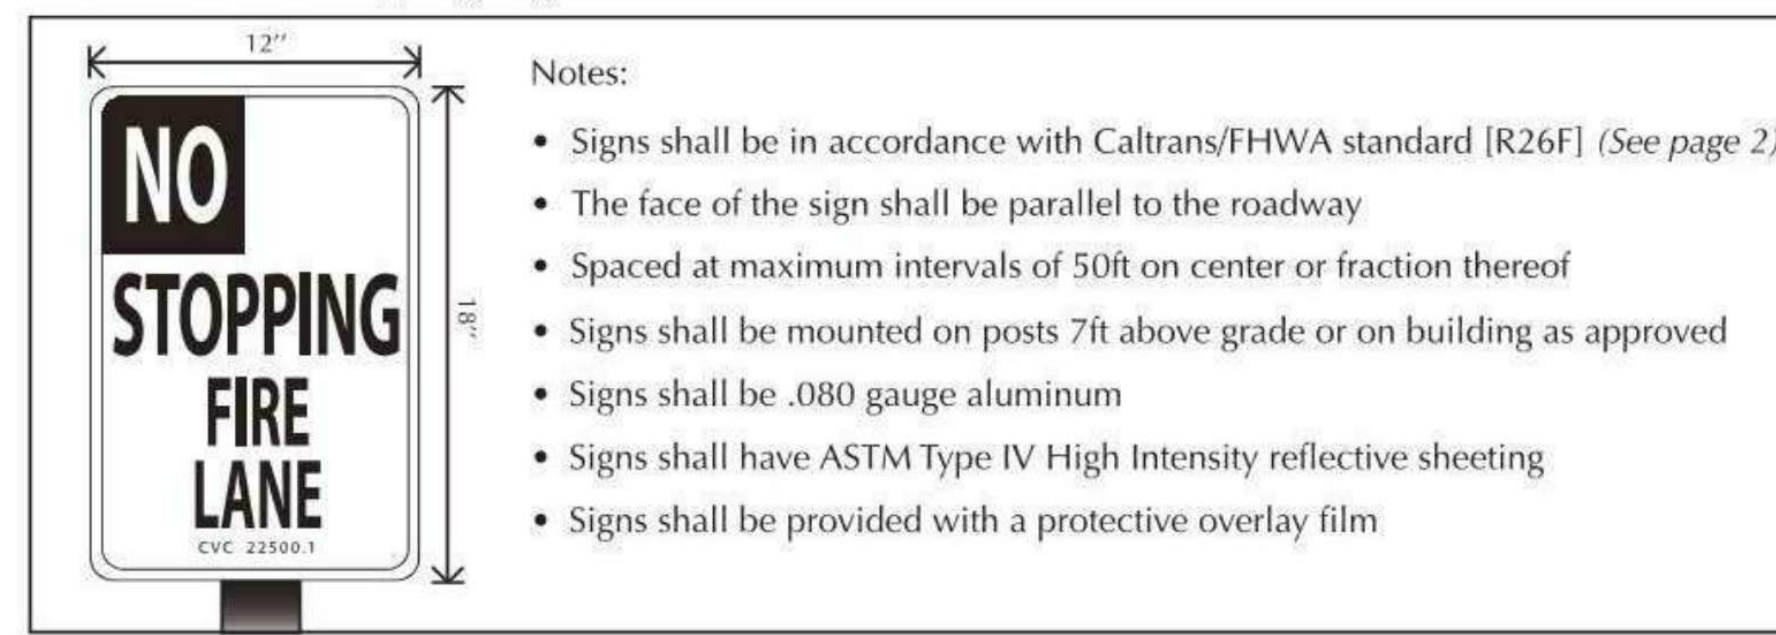 12’’
NO
STOPPING
FIRE
LANE
CVC 22500.1
18’’
Notes:
• Signs shall be in accordance with Caltrans/FHWA standard [R26F] (See page 2)
• The face of the sign shall be parallel to the roadway
• Spaced at maximum intervals of 50ft on center or fraction thereof
• Signs shall be mounted on posts 7ft above grade or on building as approved
• Signs shall be .080 gauge aluminum
• Signs shall have ASTM Type IV High Intensity reflective sheeting
• Signs shall be provided with a protective overlay film